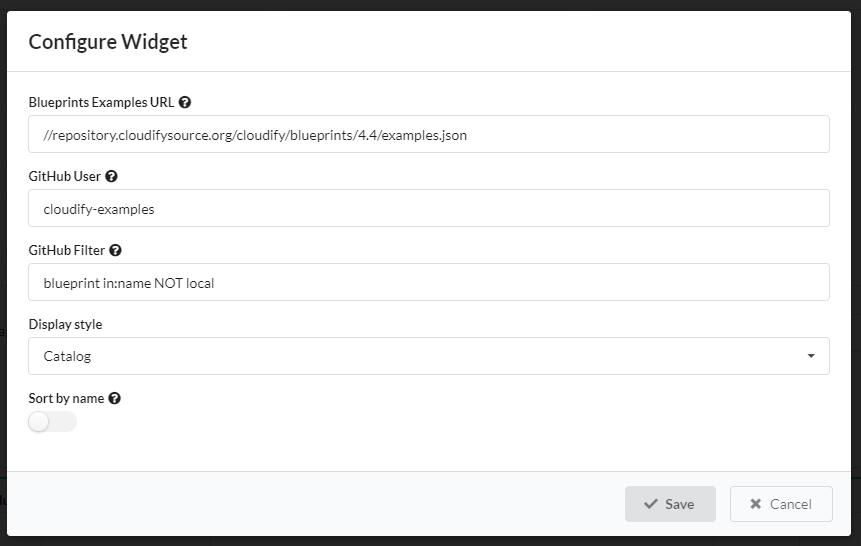 Configure Widget
Blueprints Examples URL
//repository.cloudifysource.org/cloudify/blueprints/4.4/examples.json
GitHub User
cloudify-examples
GitHub Filter
blueprint in:name NOT local
Display style
Catalog
Sort by name
Save
Cancel